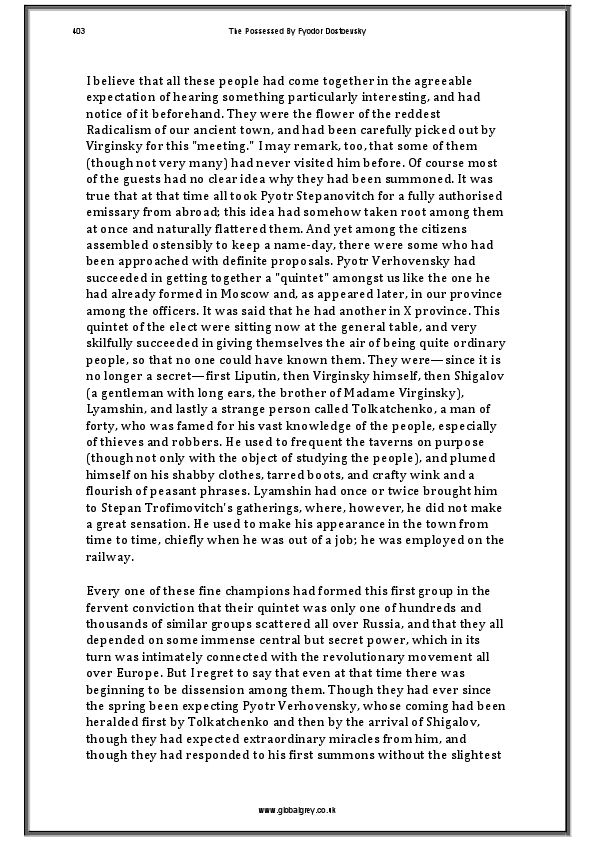 403 The Possessed By Fyodor Dostoevsky
I believe that all these people had come together in the agreeable
expectation of hearing something particularly interesting, and had
notice of it beforehand. They were the flower of the reddest
Radicalism of our ancient town, and had been carefully picked out by
Virginsky for this "meeting." I may remark, too, that some of them
(though not very many) had never visited him before. Of course most
of the guests had no clear idea why they had been summoned. It was
true that at that time all took Pyotr Stepanovitch for a fully authorised
emissary from abroad; this idea had somehow taken root among them
at once and naturally flattered them. And yet among the citizens
assembled ostensibly to keep a name-day, there were some who had
been approached with definite proposals. Pyotr Verhovensky had
succeeded in getting together a "quintet" amongst us like the one he
had already formed in Moscow and, as appeared later, in our province
among the officers. It was said that he had another in X province. This
quintet of the elect were sitting now at the general table, and very
skilfully succeeded in giving themselves the air of being quite ordinary
people, so that no one could have known them. They were—since it is
no longer a secret—first Liputin, then Virginsky himself, then Shigalov
(a gentleman with long ears, the brother of Madame Virginsky),
Lyamshin, and lastly a strange person called Tolkatchenko, a man of
forty, who was famed for his vast knowledge of the people, especially
of thieves and robbers. He used to frequent the taverns on purpose
(though not only with the object of studying the people), and plumed
himself on his shabby clothes, tarred boots, and crafty wink and a
flourish of peasant phrases. Lyamshin had once or twice brought him
to Stepan Trofimovitch's gatherings, where, however, he did not make
a great sensation. He used to make his appearance in the town from
time to time, chiefly when he was out of a job; he was employed on the
railway.
Every one of these fine champions had formed this first group in the
fervent conviction that their quintet was only one of hundreds and
thousands of similar groups scattered all over Russia, and that they all
depended on some immense central but secret power, which in its
turn was intimately connected with the revolutionary movement all
over Europe. But I regret to say that even at that time there was
beginning to be dissension among them. Though they had ever since
the spring been expecting Pyotr Verhovensky, whose coming had been
heralded first by Tolkatchenko and then by the arrival of Shigalov,
though they had expected extraordinary miracles from him, and
though they had responded to his first summons without the slightest
www.globalgrey.co.uk